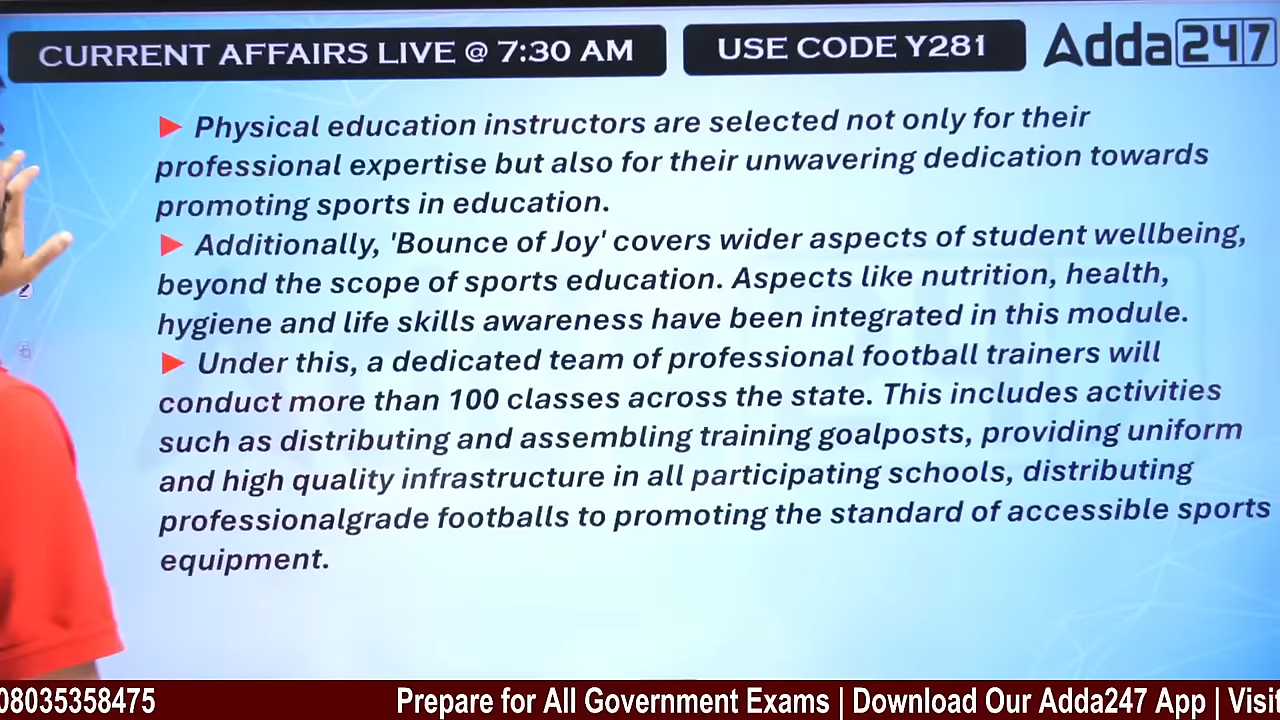 CURRENT AFFAIRS LIVE @ 7:30 AM
USE CODE Y281
Adda247
► Physical education instructors are selected not only for their
professional expertise but also for their unwavering dedication towards
promoting sports in education.
► Additionally, 'Bounce of Joy' covers wider aspects of student wellbeing,
beyond the scope of sports education. Aspects like nutrition, health,
hygiene and life skills awareness have been integrated in this module.
► Under this, a dedicated team of professional football trainers will
conduct more than 100 classes across the state. This includes activities
such as distributing and assembling training goalposts, providing uniform
and high quality infrastructure in all participating schools, distributing
professionalgrade footballs to promoting the standard of accessible sports
equipment.
08035358475
Prepare for All Government Exams | Download Our Adda247 App | Visit